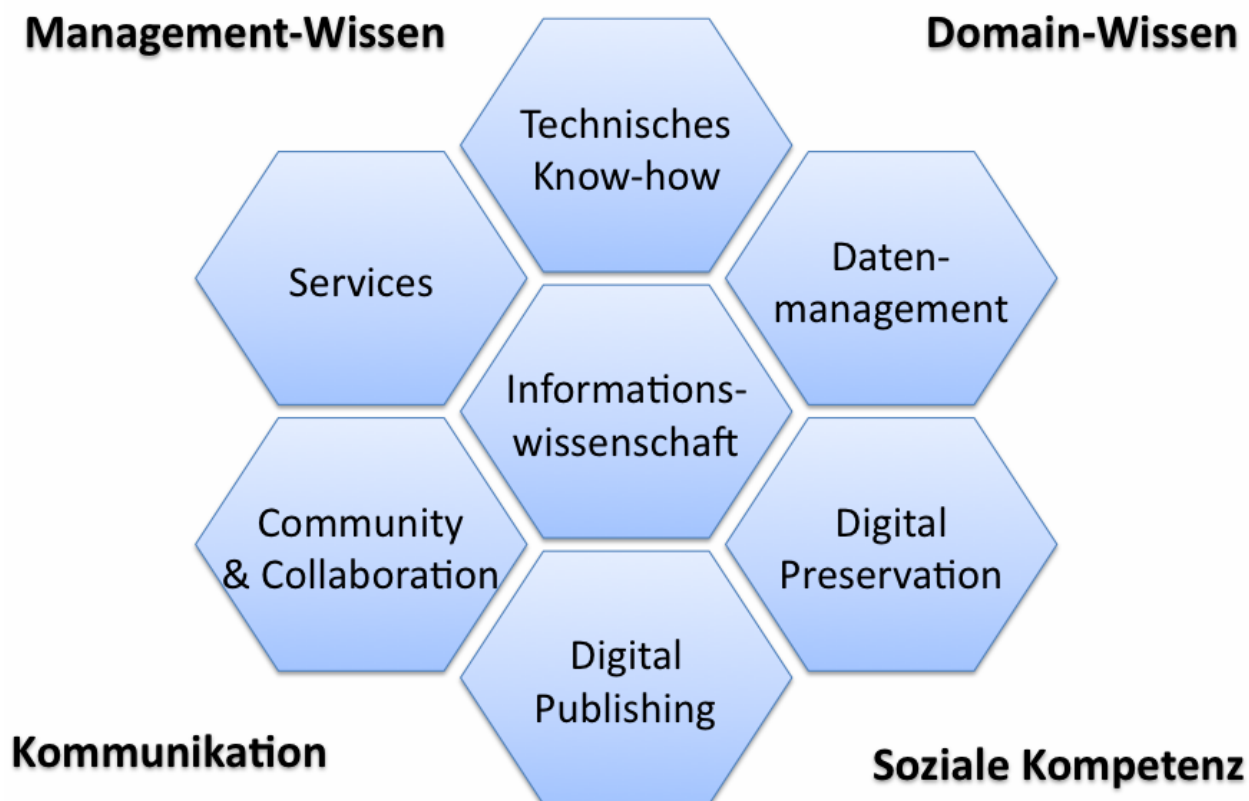 Management-Wissen
Domain-Wissen
Technisches
Know-how
Services
Daten-
management
Informations-
wissenschaft
Community
& Collaboration
Digital
Preservation
Digital
Publishing
Kommunikation
Soziale Kompetenz